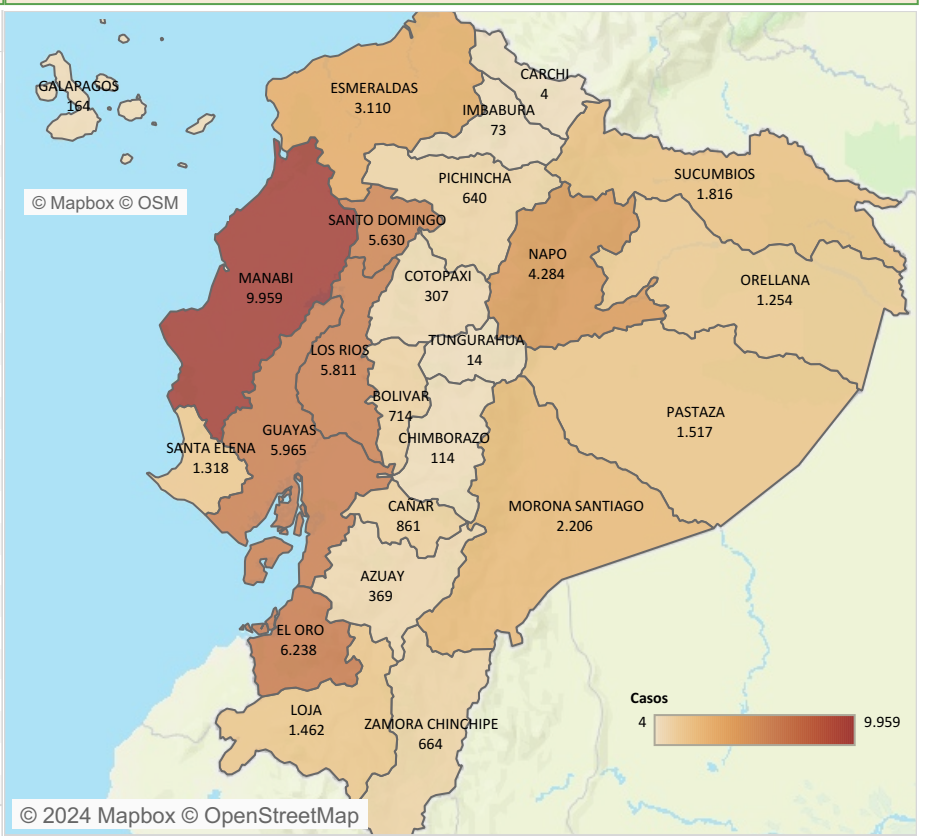 GALAPAGOS
164
ESMERALDAS
3.110
CARCHI
4
IMBABURA
73
© Mapbox © OSM
PICHINCHA
640
SUCUMBIOS
1.816
SANTO DOMINGO
5.630
NAPO
4.284
MANABI
9.959
COTOPAXI
307
ORELLANA
1.254
TUNGURAHUA
14
LOS RIOS
5.811
BOLIVAR
714
PASTAZA
1.517
GUAYAS
5.965
CHIMBORAZO
114
SANTA ELENA
1.318
CAÑAR
861
MORONA SANTIAGO
2.206
AZUAY
369
EL ORO
6.238
LOJA
1.462
ZAMORA CHINCHIPE
664
Casos
4 9.959
© 2024 Mapbox © OpenStreetMap